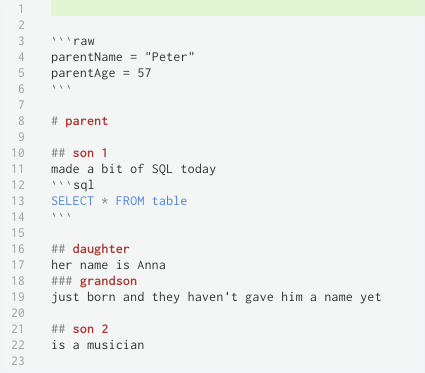 1
2
3 ```raw
4 parentName = "Peter"
5 parentAge = 57
6 ```
7
8 # parent
9
10 ## son 1
11 made a bit of SQL today
12 ```sql
13 SELECT * FROM table
14 ```
15
16 ## daughter
17 her name is Anna
18 ### grandson
19 just born and they haven't gave him a name yet
20
21 ## son 2
22 is a musician
23